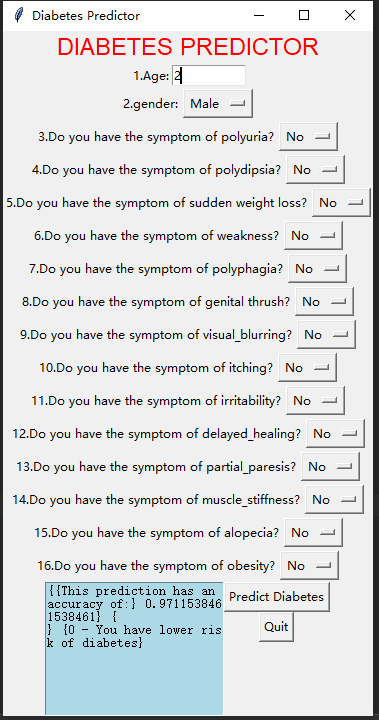 Diabetes Predictor
DIABETES PREDICTOR
1.Age: 2
2.gender: Male
3.Do you have the symptom of polyuria? No
4.Do you have the symptom of polydipsia? No
5.Do you have the symptom of sudden weight loss? No
6.Do you have the symptom of weakness? No
7.Do you have the symptom of polyphagia? No
8.Do you have the symptom of genital thrush? No
9.Do you have the symptom of visual_blurring? No
10.Do you have the symptom of itching? No
11.Do you have the symptom of irritability? No
12.Do you have the symptom of delayed_healing? No
13.Do you have the symptom of partial_paresis? No
14.Do you have the symptom of muscle_stiffness? No
15.Do you have the symptom of alopecia? No
16.Do you have the symptom of obesity? No
{{This prediction has an
accuracy of:} 0.971153846
1538461} {
} {0 - You have lower ris
k of diabetes}
Predict Diabetes
Quit